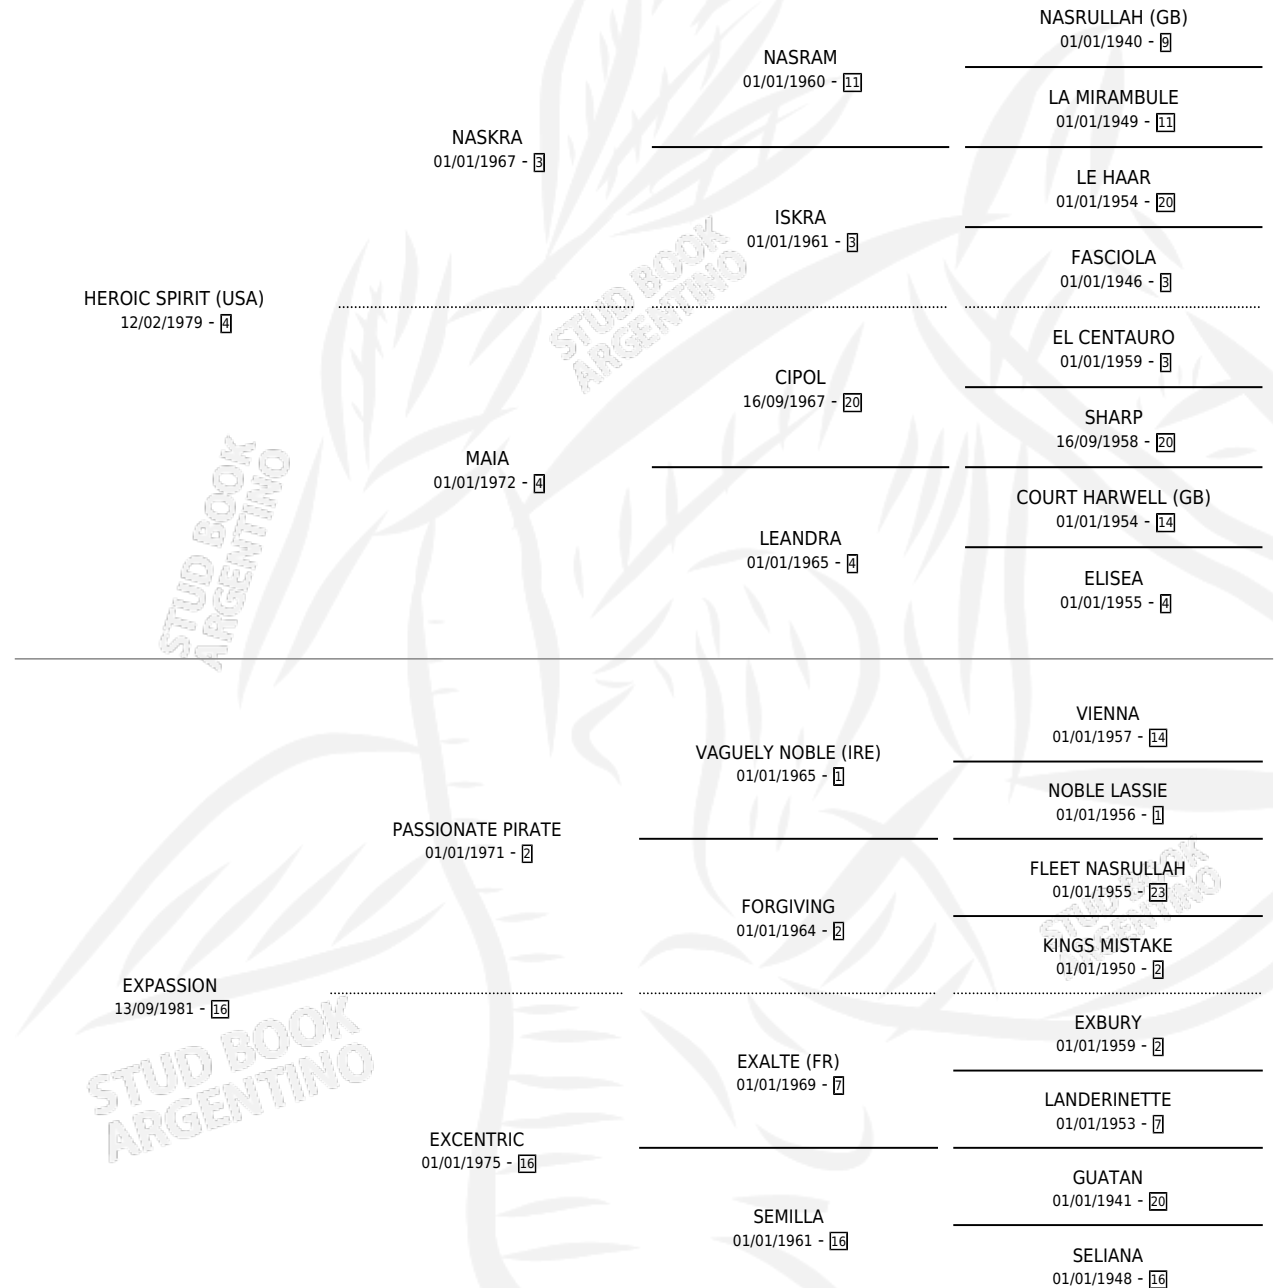 NASRULLAH (GB)
01/01/1940 - 9
NASRAM
01/01/1960 - 11
LA MIRAMBULE
01/01/1949 - 11
NASKRA
01/01/1967 - 3
LE HAAR
01/01/1954 - 20
ISKRA
01/01/1961 - 3
FASCIOLA
01/01/1946 - 3
HEROIC SPIRIT (USA)
12/02/1979 - 4
EL CENTAURO
01/01/1959 - 3
CIPOL
16/09/1967 - 20
SHARP
16/09/1958 - 20
MAIA
01/01/1972 - 4
COURT HARWELL (GB)
01/01/1954 - 14
LEANDRA
01/01/1965 - 4
ELISEA
01/01/1955 - 4
VIENNA
01/01/1957 - 14
VAGUELY NOBLE (IRE)
01/01/1965 - 1
NOBLE LASSIE
01/01/1956 - 1
PASSIONATE PIRATE
01/01/1971 - 2
FLEET NASRULLAH
01/01/1955 - 23
FORGIVING
01/01/1964 - 2
KINGS MISTAKE
01/01/1950 - 2
EXPASSION
13/09/1981 - 16
EXBURY
01/01/1959 - 2
EXALTE (FR)
01/01/1969 - 7
LANDERINETTE
01/01/1953 - 7
EXCENTRIC
01/01/1975 - 16
GUATAN
01/01/1941 - 20
SEMILLA
01/01/1961 - 16
SELIANA
01/01/1948 - 16
STUD BOOK
ARGENTINO
STUD BOOK
ARGENTINO
STUD BOOK
ARGENTINO
STUD BOOK
ARGENTINO